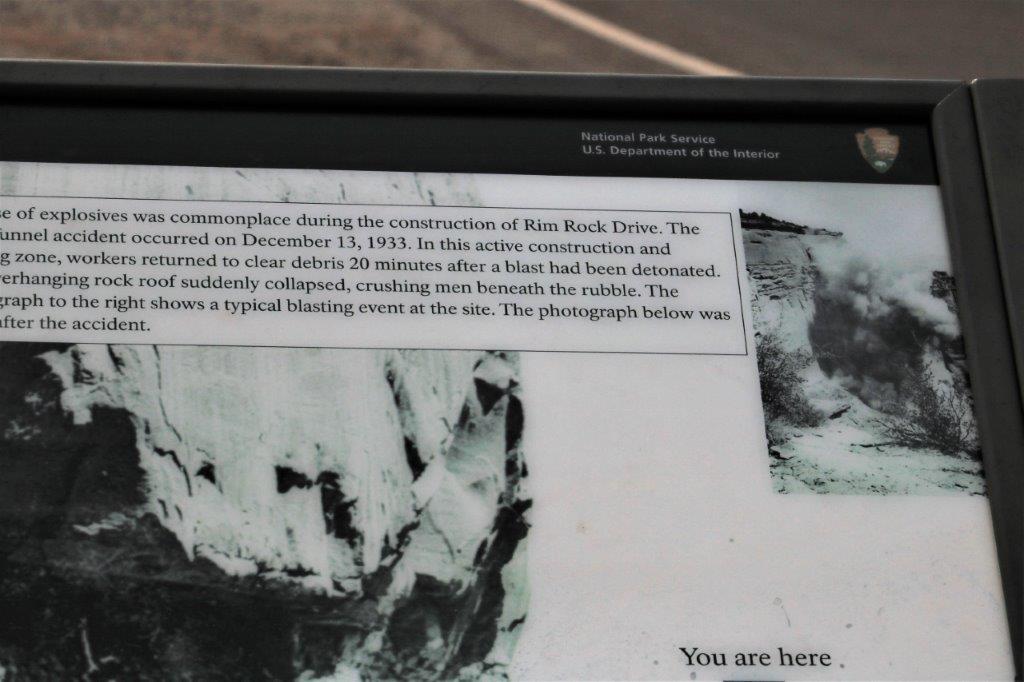 National Park Service
U.S. Department of the Interior
se of explosives was commonplace during the construction of Rim Rock Drive. The
unnel accident occurred on December 13, 1933. In this active construction and
g zone, workers returned to clear debris 20 minutes after a blast had been detonated.
verhanging rock roof suddenly collapsed, crushing men beneath the rubble. The
graph to the right shows a typical blasting event at the site. The photograph below was
after the accident.
You are here